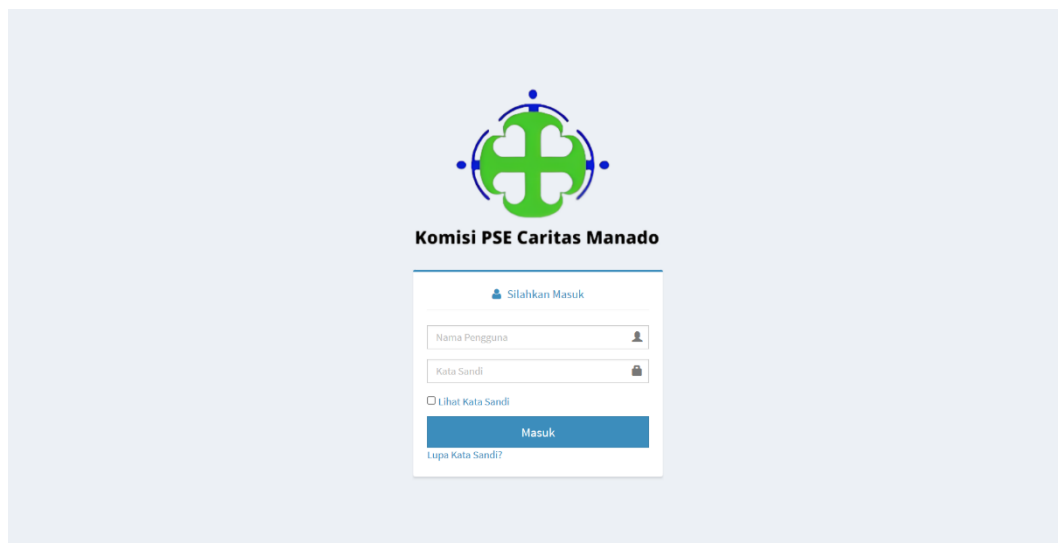 Komisi PSE Caritas Manado
Silahkan Masuk
Nama Pengguna
Kata Sandi
Lihat Kata Sandi
Masuk
Lupa Kata Sandi?